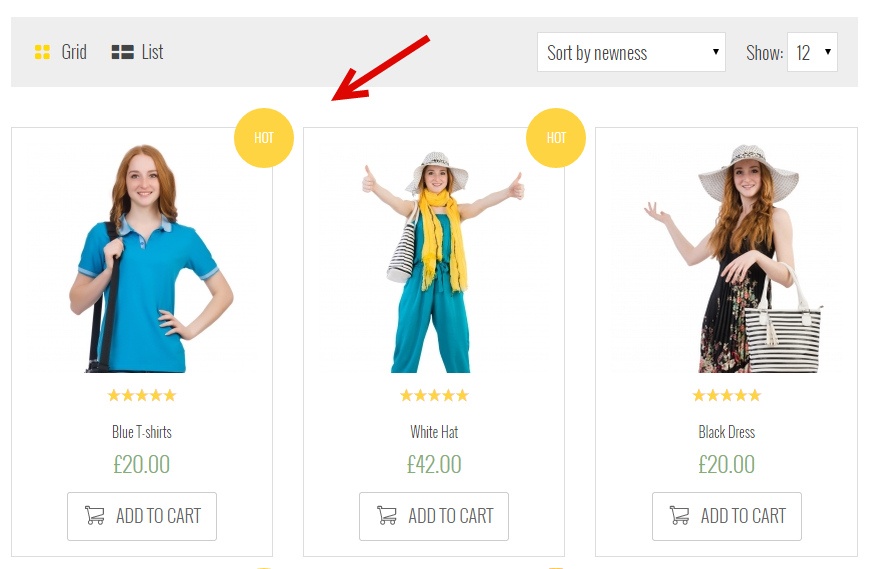 Grid List Sort by newness Show: 12
HOT HOT
Blue T-shirts White Hat Black Dress
£20.00 £42.00 £20.00
ADD TO CART ADD TO CART ADD TO CART